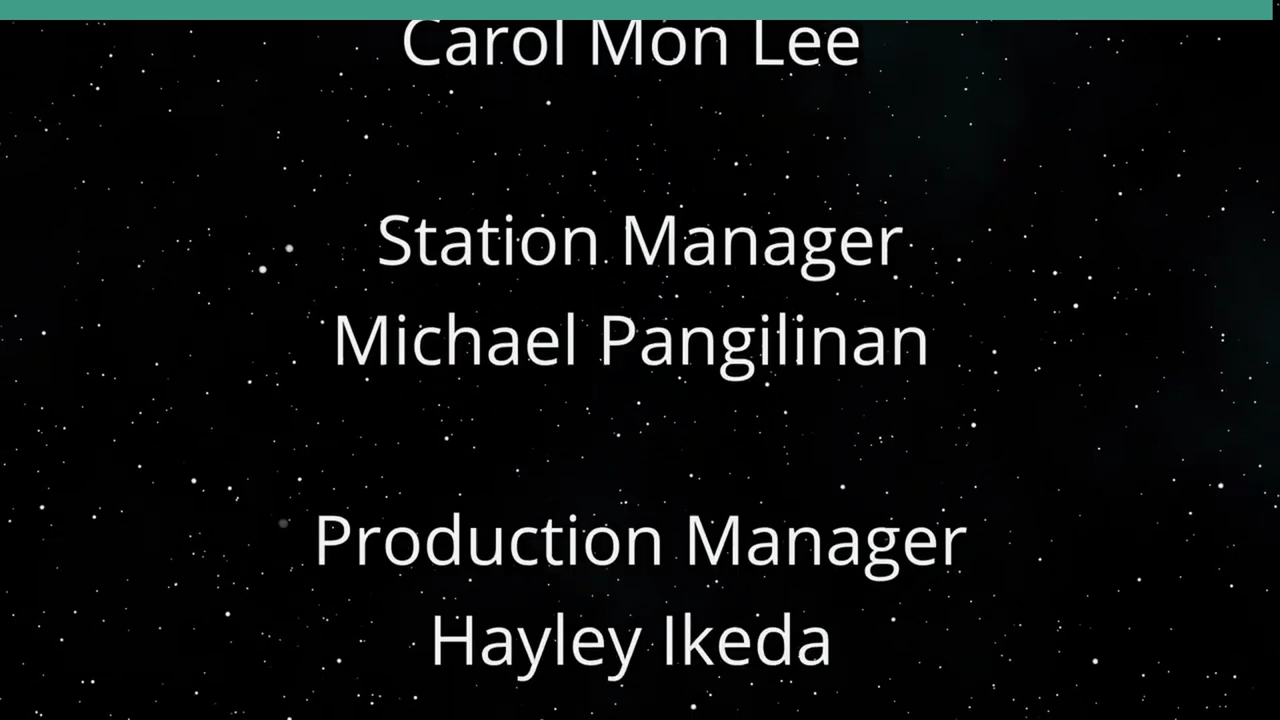 Carol Mon Lee
Station Manager
Michael Pangilinan
Production Manager
Hayley Ikeda